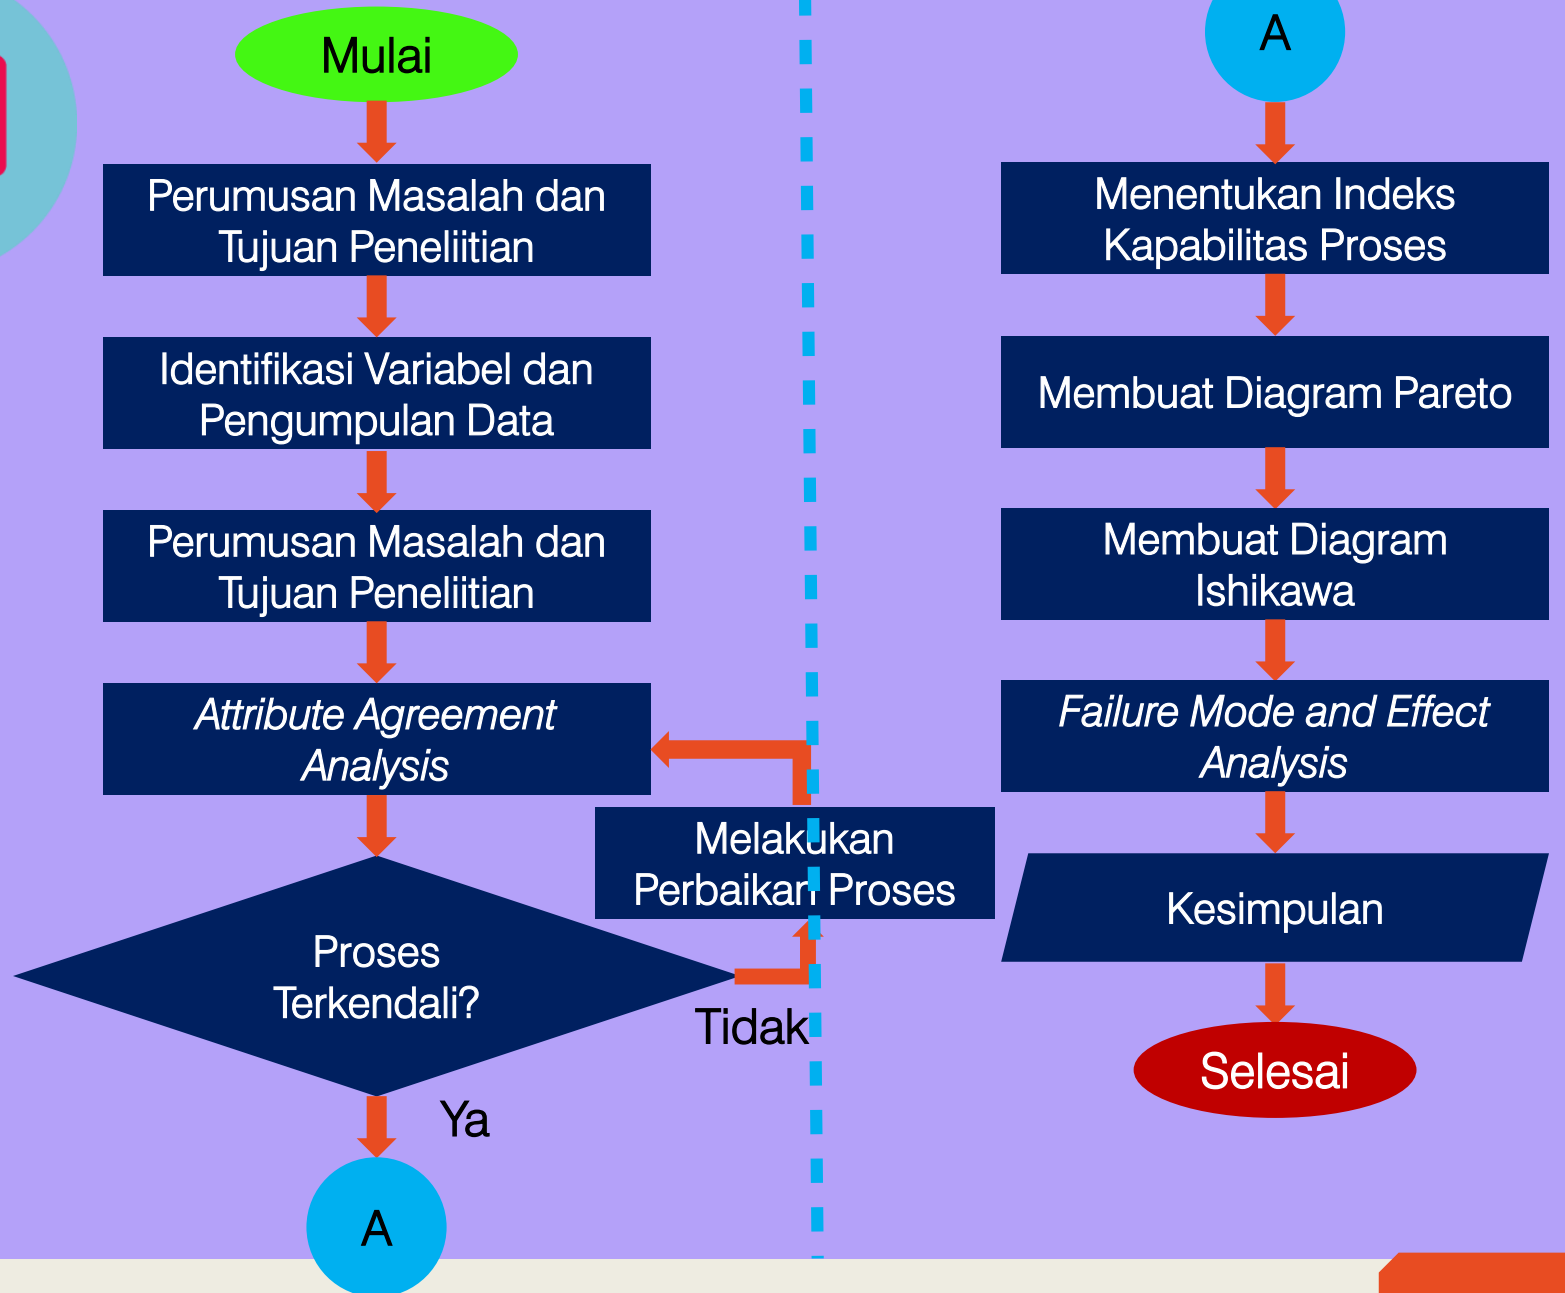 Mulai
Perumusan Masalah dan
Tujuan Peneliitian
Identifikasi Variabel dan
Pengumpulan Data
Perumusan Masalah dan
Tujuan Peneliitian
Attribute Agreement
Analysis
Melakukan
Perbaikan Proses
Proses
Terkendali?
Tidak
Ya
A
A
Menentukan Indeks
Kapabilitas Proses
Membuat Diagram Pareto
Membuat Diagram
Ishikawa
Failure Mode and Effect
Analysis
Kesimpulan
Selesai